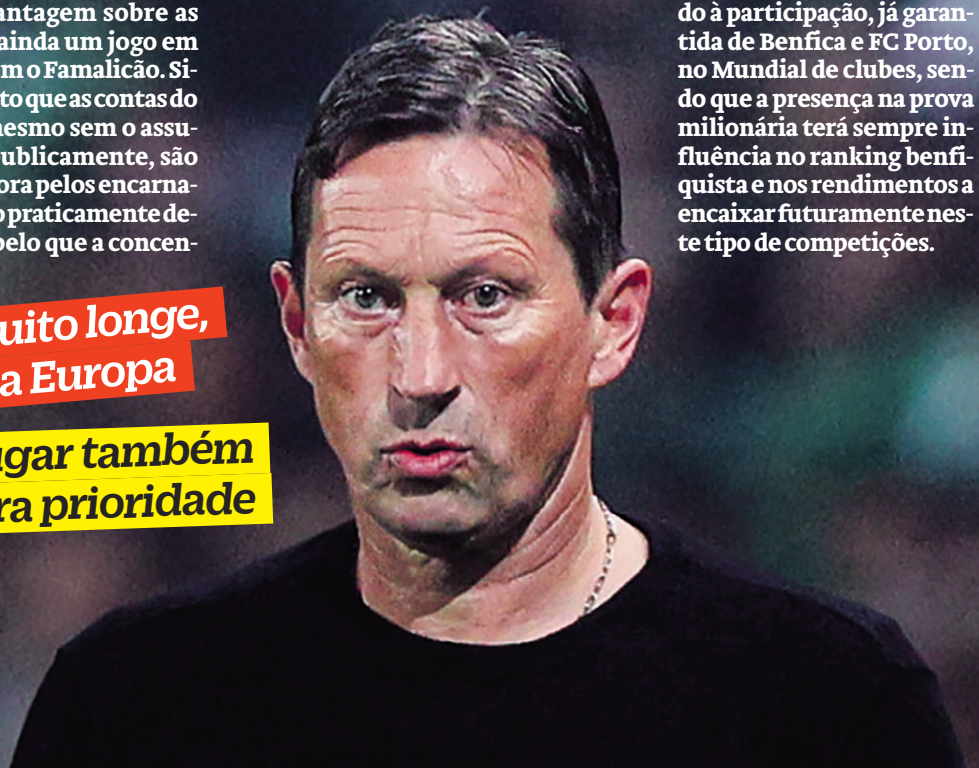 antagem sobre as
ainda um jogo em
m o Famalicão. Si-
to que as contas do
mesmo sem o assu-
ublicamente, são
ora pelos encarna-
o praticamente de-
pelo que a concen-
uito longe,
a Europa
ugar também
ra prioridade
do à participação, já garan-
tida de Benfica e FC Porto,
no Mundial de clubes, sen-
do que a presença na prova
milionária terá sempre in-
fluência no ranking benfi-
quista e nos rendimentos a
encaixar futuramente nes-
te tipo de competições.